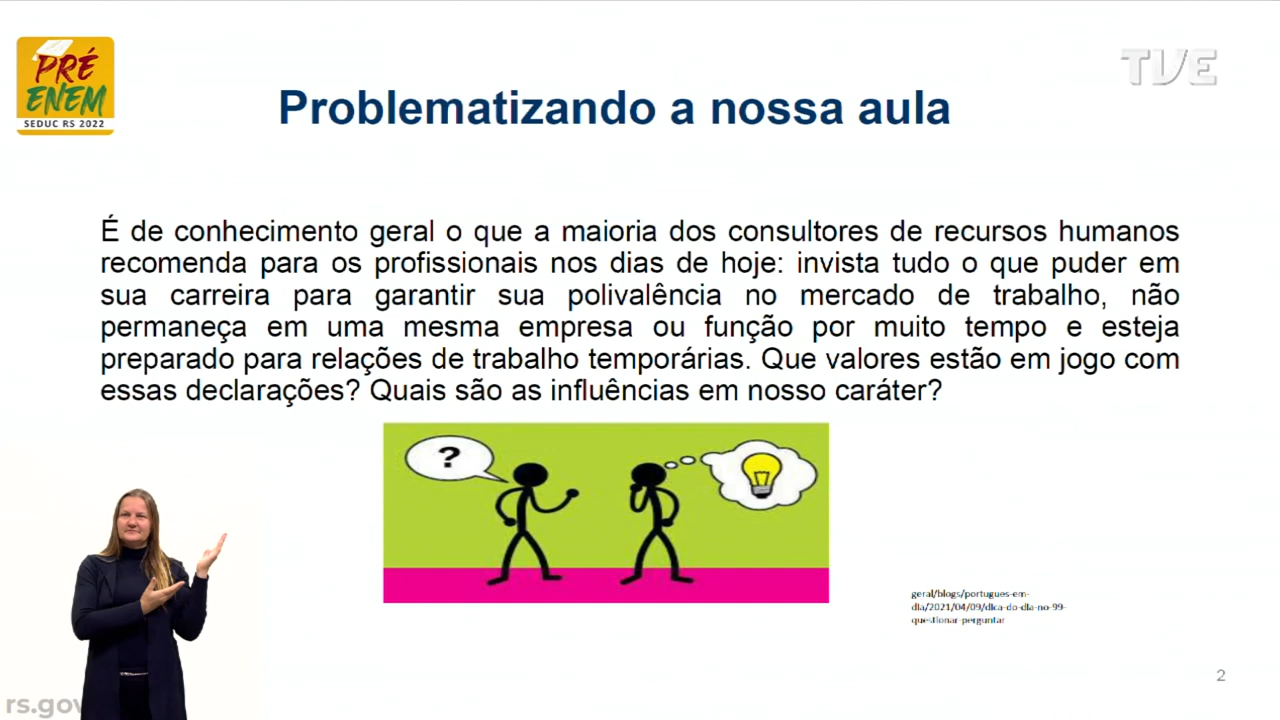 PRÉ
ENEM
SEDUC RS 2022
TVE
Problematizando a nossa aula
É de conhecimento geral o que a maioria dos consultores de recursos humanos
recomenda para os profissionais nos dias de hoje: invista tudo o que puder em
sua carreira para garantir sua polivalência no mercado de trabalho, não
permaneça em uma mesma empresa ou função por muito tempo e esteja
preparado para relações de trabalho temporárias. Que valores estão em jogo com
essas declarações? Quais são as influências em nosso caráter?
?
geral/blogs/portugues-em-
dia/2021/04/09/dica-do-dia-no-99-
questionar-perguntar
2
rs.gov